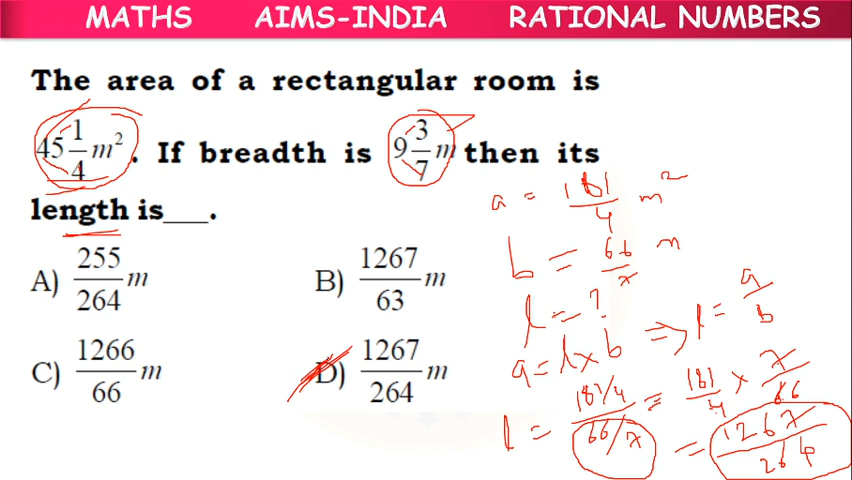 MATHS AIMS-INDIA RATIONAL NUMBERS
The area of a rectangular room is
45 1/4 m². If breadth is 9 3/7 m then its
length is___.
A) 255/264 m B) 1267/63 m
C) 1266/66 m D) 1267/264 m
a = 181/4 m²
b = 66/7 m
l = ?
a = l × b ⇒ l = a/b
l = 181/4 / 66/7 = 181/4 × 7/66
= 1267/264